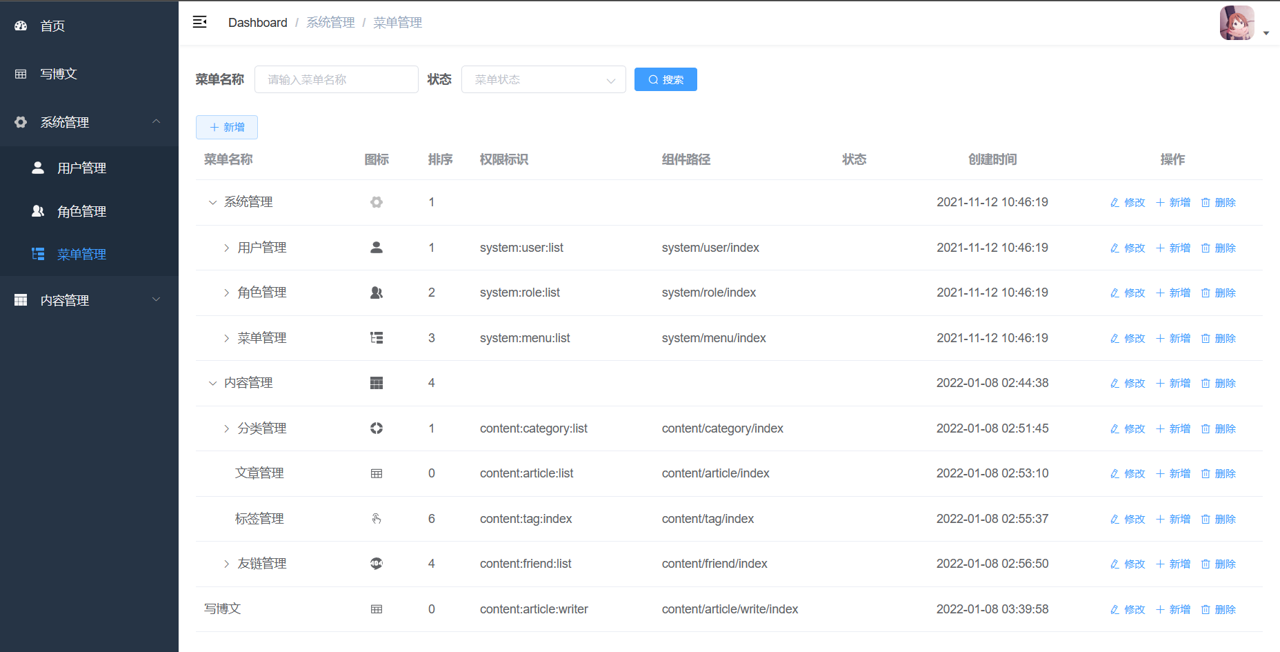 首页
写博文
系统管理
用户管理
角色管理
菜单管理
内容管理
Dashboard / 系统管理 / 菜单管理
菜单名称 请输入菜单名称 状态 菜单状态 搜索
新增
菜单名称 图标 排序 权限标识 组件路径 状态 创建时间 操作
系统管理 1 2021-11-12 10:46:19 修改 新增 删除
用户管理 1 system:user:list system/user/index 2021-11-12 10:46:19 修改 新增 删除
角色管理 2 system:role:list system/role/index 2021-11-12 10:46:19 修改 新增 删除
菜单管理 3 system:menu:list system/menu/index 2021-11-12 10:46:19 修改 新增 删除
内容管理 4 2022-01-08 02:44:38 修改 新增 删除
分类管理 1 content:category:list content/category/index 2022-01-08 02:51:45 修改 新增 删除
文章管理 0 content:article:list content/article/index 2022-01-08 02:53:10 修改 新增 删除
标签管理 6 content:tag:index content/tag/index 2022-01-08 02:55:37 修改 新增 删除
友链管理 404 4 content:friend:list content/friend/index 2022-01-08 02:56:50 修改 新增 删除
写博文 0 content:article:writer content/article/write/index 2022-01-08 03:39:58 修改 新增 删除